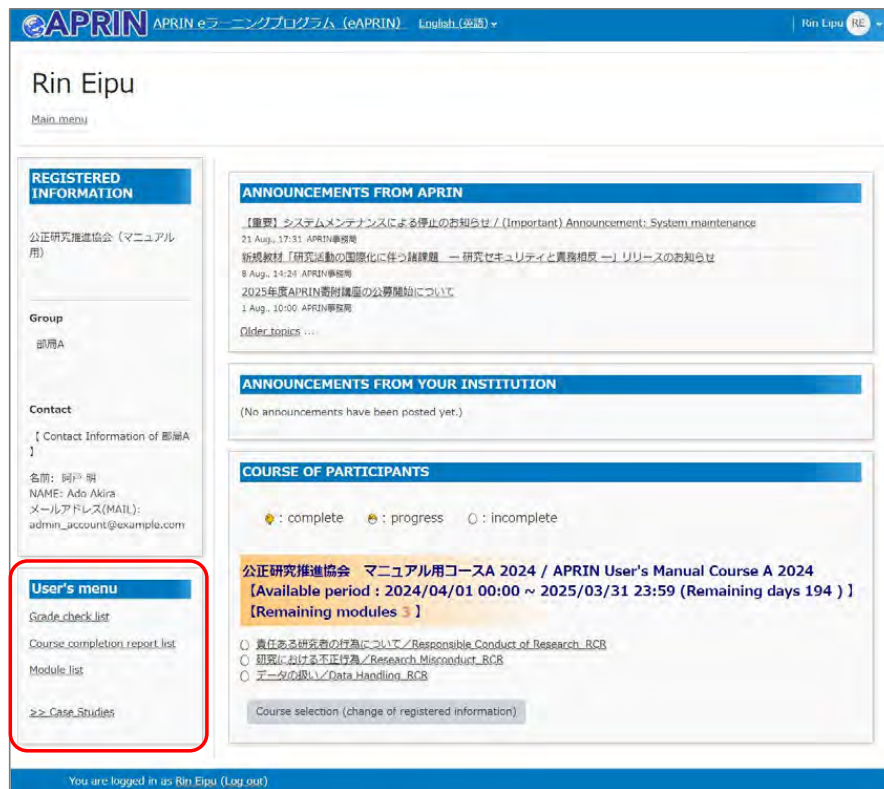 APRIN APRIN eラーニングプログラム（eAPRIN） English (英語) Rin Eipu RE
Rin Eipu
Main menu
REGISTERED
INFORMATION
公正研究推進協会（マニュアル
用）
Group
部局A
Contact
【 Contact Information of 部局A
】
名前: 阿戸 明
NAME: Ado Akira
メールアドレス(MAIL):
admin_account@example.com
User's menu
Grade check list
Course completion report list
Module list
>> Case Studies
ANNOUNCEMENTS FROM APRIN
【重要】システムメンテナンスによる停止のお知らせ / (Important) Announcement: System maintenance
21 Aug., 17:31 APRIN事務局
新規教材「研究活動の国際化に伴う諸課題 ― 研究セキュリティと責務相反 ―」リリースのお知らせ
8 Aug., 14:24 APRIN事務局
2025年度APRIN寄附講座の公募開始について
1 Aug., 10:00 APRIN事務局
Older topics ...
ANNOUNCEMENTS FROM YOUR INSTITUTION
(No announcements have been posted yet.)
COURSE OF PARTICIPANTS
: complete : progress : incomplete
公正研究推進協会 マニュアル用コースA 2024 / APRIN User's Manual Course A 2024
【Available period : 2024/04/01 00:00 ~ 2025/03/31 23:59 (Remaining days 194 ) 】
【Remaining modules 3 】
責任ある研究者の行為について／Responsible Conduct of Research_RCR
研究における不正行為／Research Misconduct_RCR
データの扱い／Data Handling_RCR
Course selection (change of registered information)
You are logged in as Rin Eipu (Log out)